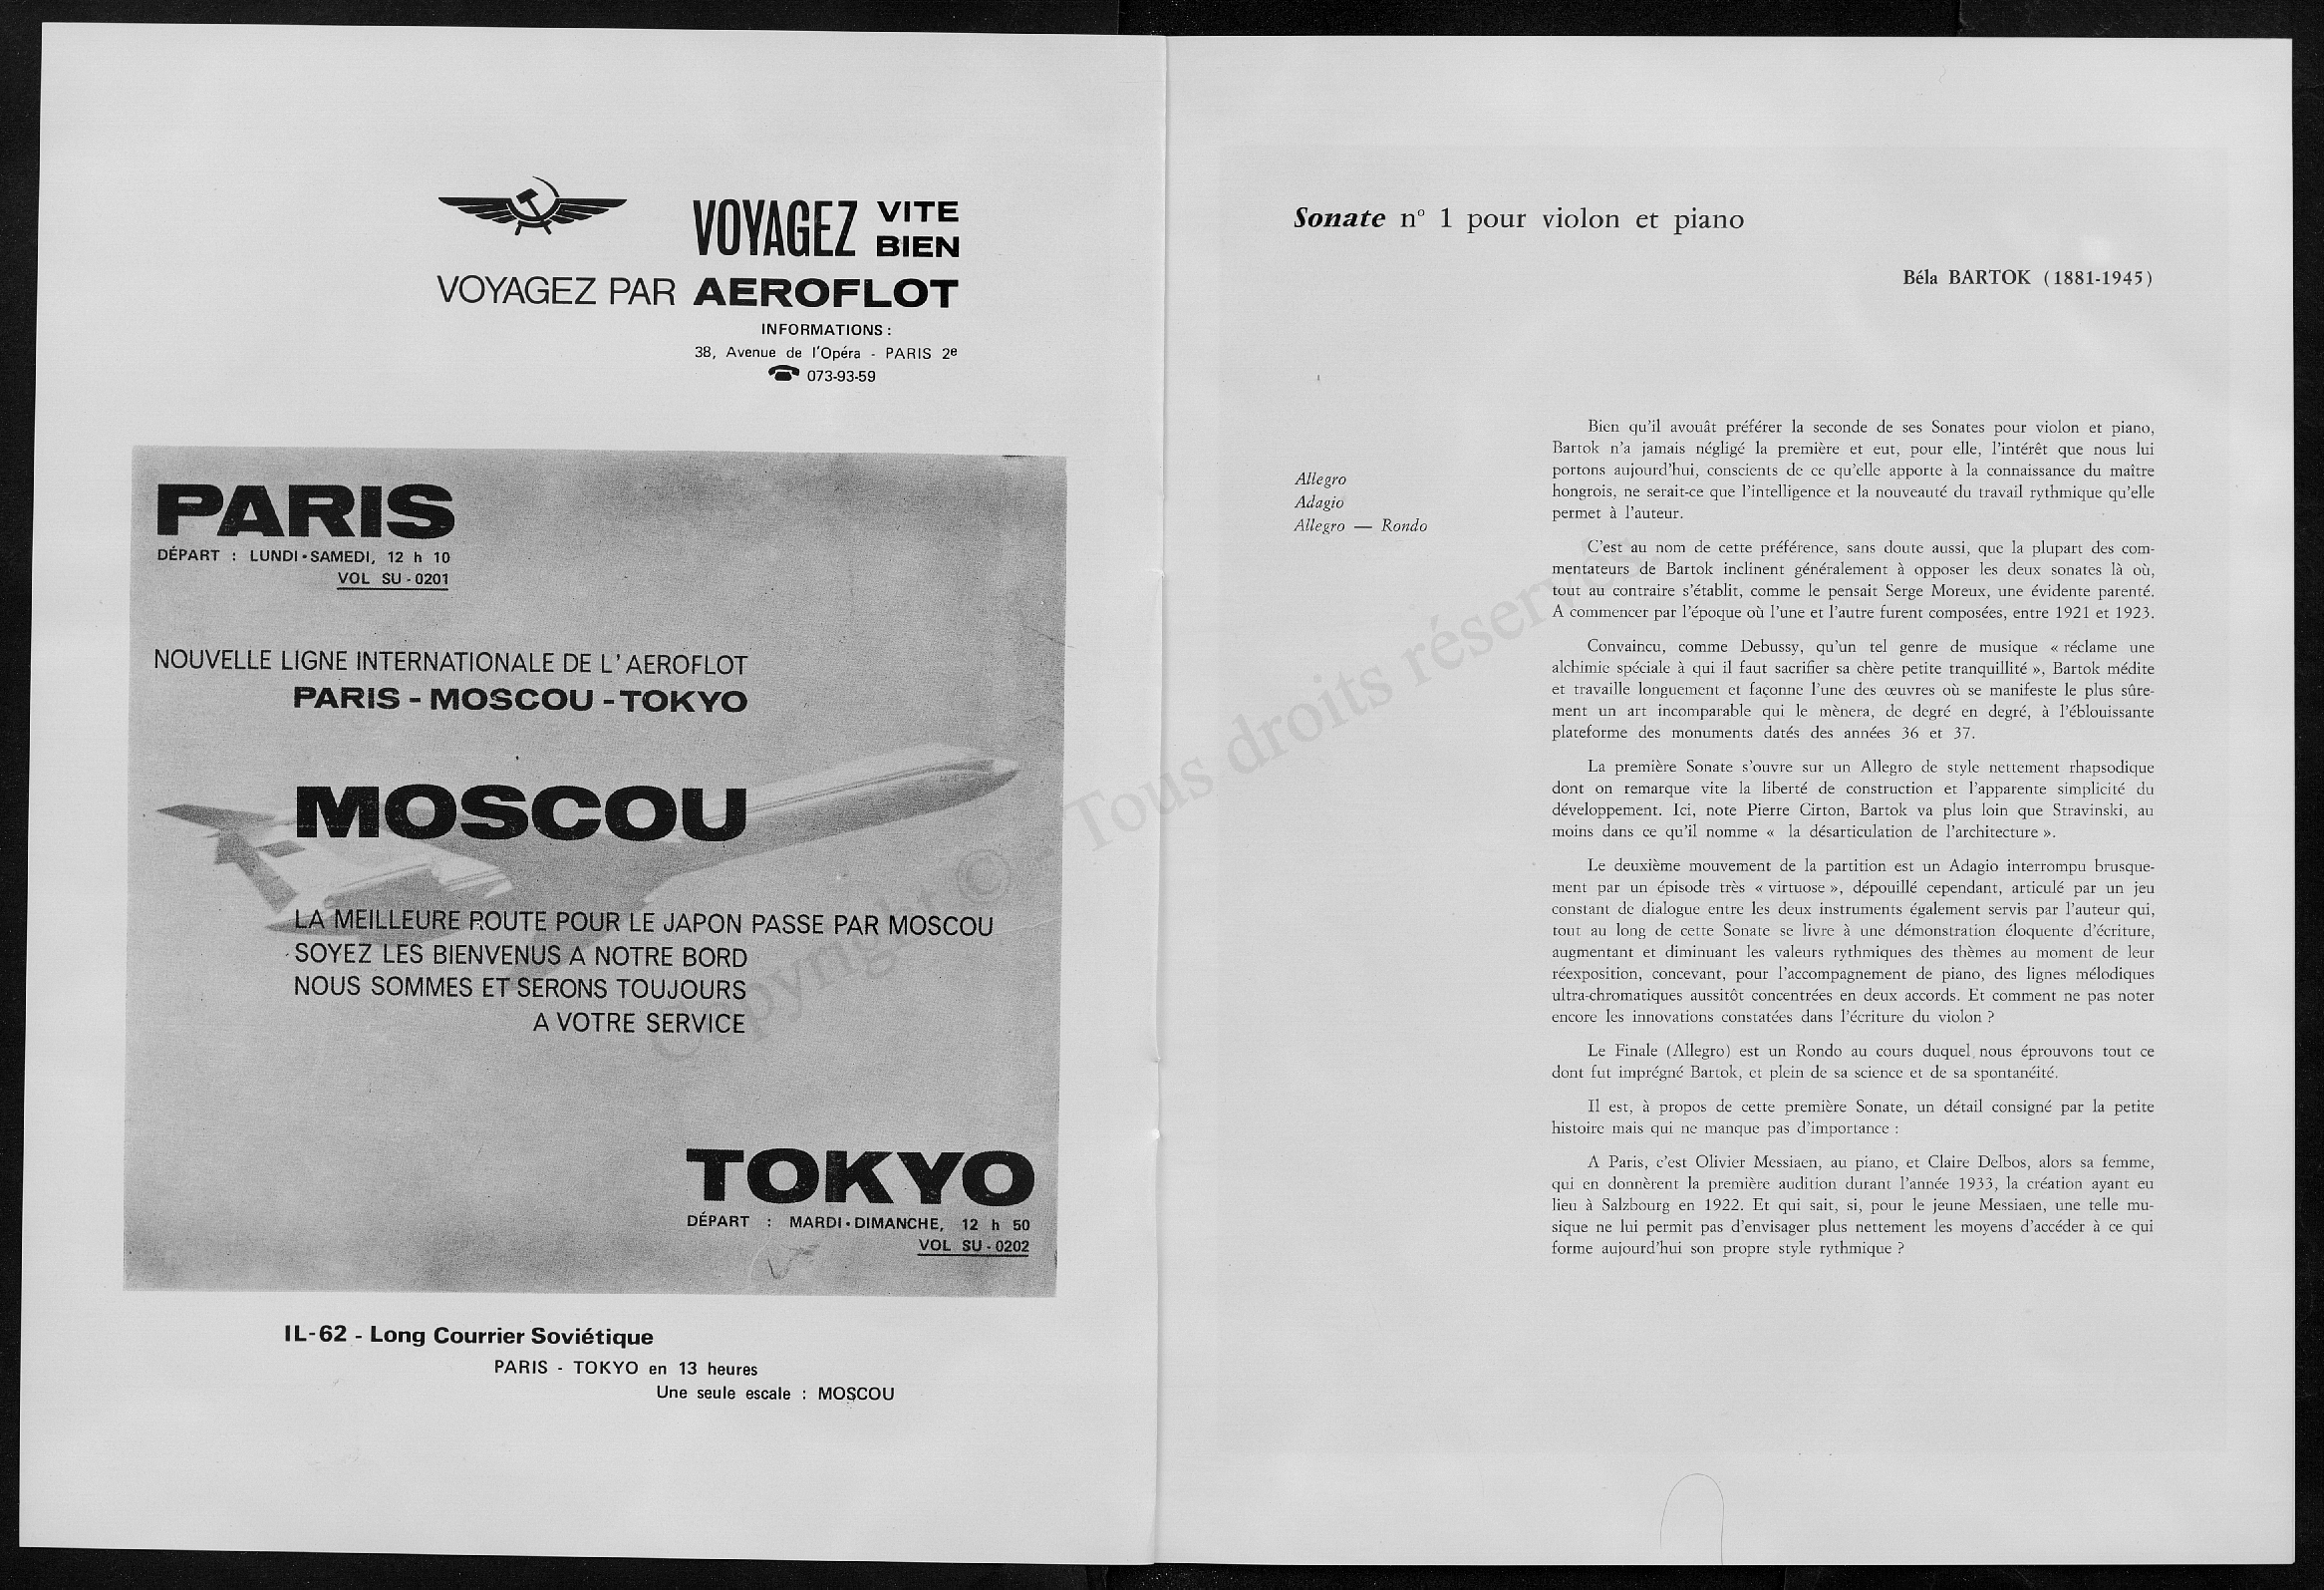 VOYAGEZ VITE
BIEN
VOYAGEZ PAR AEROFLOT
INFORMATIONS :
38, Avenue de l'Opéra - PARIS 2e
073-93-59
PARIS
DÉPART : LUNDI • SAMEDI, 12 h 10
VOL SU - 0201
NOUVELLE LIGNE INTERNATIONALE DE L' AEROFLOT
PARIS - MOSCOU - TOKYO
MOSCOU
LA MEILLEURE ROUTE POUR LE JAPON PASSE PAR MOSCOU
SOYEZ LES BIENVENUS A NOTRE BORD
NOUS SOMMES ET SERONS TOUJOURS
A VOTRE SERVICE
TOKYO
DÉPART : MARDI • DIMANCHE, 12 h 50
VOL SU - 0202
IL-62 - Long Courrier Soviétique
PARIS - TOKYO en 13 heures
Une seule escale : MOSCOU
Sonate n° 1 pour violon et piano
Béla BARTOK (1881-1945)
Allegro
Adagio
Allegro — Rondo
Bien qu'il avouât préférer la seconde de ses Sonates pour violon et piano,
Bartok n'a jamais négligé la première et eut, pour elle, l'intérêt que nous lui
portons aujourd'hui, conscients de ce qu'elle apporte à la connaissance du maître
hongrois, ne serait-ce que l'intelligence et la nouveauté du travail rythmique qu'elle
permet à l'auteur.
C'est au nom de cette préférence, sans doute aussi, que la plupart des com-
mentateurs de Bartok inclinent généralement à opposer les deux sonates là où,
tout au contraire s'établit, comme le pensait Serge Moreux, une évidente parenté.
A commencer par l'époque où l'une et l'autre furent composées, entre 1921 et 1923.
Convaincu, comme Debussy, qu'un tel genre de musique « réclame une
alchimie spéciale à qui il faut sacrifier sa chère petite tranquillité », Bartok médite
et travaille longuement et façonne l'une des œuvres où se manifeste le plus sûre-
ment un art incomparable qui le mènera, de degré en degré, à l'éblouissante
plateforme des monuments datés des années 36 et 37.
La première Sonate s'ouvre sur un Allegro de style nettement rhapsodique
dont on remarque vite la liberté de construction et l'apparente simplicité du
développement. Ici, note Pierre Cirton, Bartok va plus loin que Stravinski, au
moins dans ce qu'il nomme « la désarticulation de l'architecture ».
Le deuxième mouvement de la partition est un Adagio interrompu brusque-
ment par un épisode très « virtuose », dépouillé cependant, articulé par un jeu
constant de dialogue entre les deux instruments également servis par l'auteur qui,
tout au long de cette Sonate se livre à une démonstration éloquente d'écriture,
augmentant et diminuant les valeurs rythmiques des thèmes au moment de leur
réexposition, concevant, pour l'accompagnement de piano, des lignes mélodiques
ultra-chromatiques aussitôt concentrées en deux accords. Et comment ne pas noter
encore les innovations constatées dans l'écriture du violon ?
Le Finale (Allegro) est un Rondo au cours duquel nous éprouvons tout ce
dont fut imprégné Bartok, et plein de sa science et de sa spontanéité.
Il est, à propos de cette première Sonate, un détail consigné par la petite
histoire mais qui ne manque pas d'importance :
A Paris, c'est Olivier Messiaen, au piano, et Claire Delbos, alors sa femme,
qui en donnèrent la première audition durant l'année 1933, la création ayant eu
lieu à Salzbourg en 1922. Et qui sait, si, pour le jeune Messiaen, une telle mu-
sique ne lui permit pas d'envisager plus nettement les moyens d'accéder à ce qui
forme aujourd'hui son propre style rythmique ?
Copyright © - Tous droits réservés.